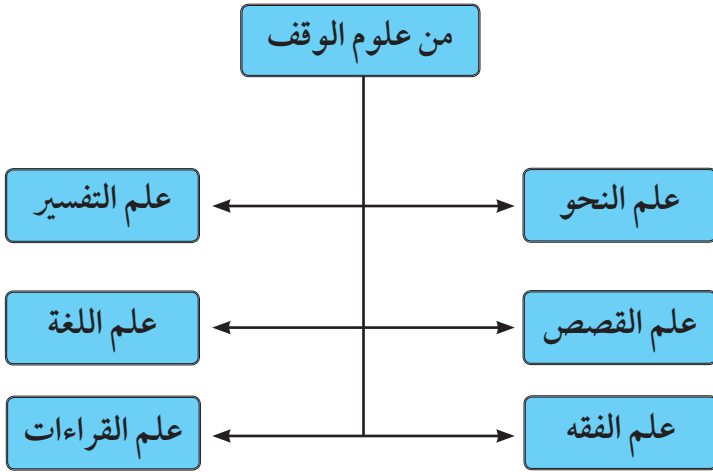 من علوم الوقف
علم النحو
علم التفسير
علم القصص
علم اللغة
علم الفقه
علم القراءات